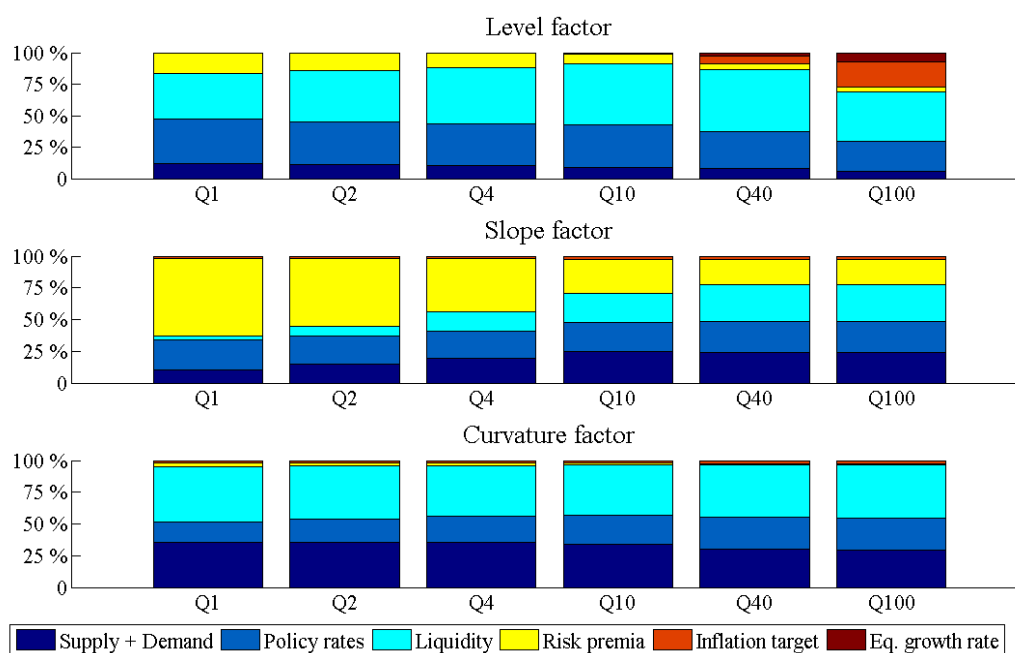 Level factor
100 %
75 %
50 %
25 %
0
Q1 Q2 Q4 Q10 Q40 Q100
Slope factor
100 %
75 %
50 %
25 %
0
Q1 Q2 Q4 Q10 Q40 Q100
Curvature factor
100 %
75 %
50 %
25 %
0
Q1 Q2 Q4 Q10 Q40 Q100
Supply + Demand Policy rates Liquidity Risk premia Inflation target Eq. growth rate